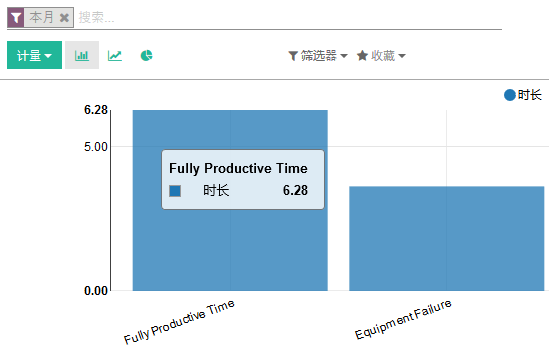 本月 搜索...
计量 筛选器 收藏
时长
6.28
5.00
Fully Productive Time
时长 6.28
0.00
Fully Productive Time Equipment Failure